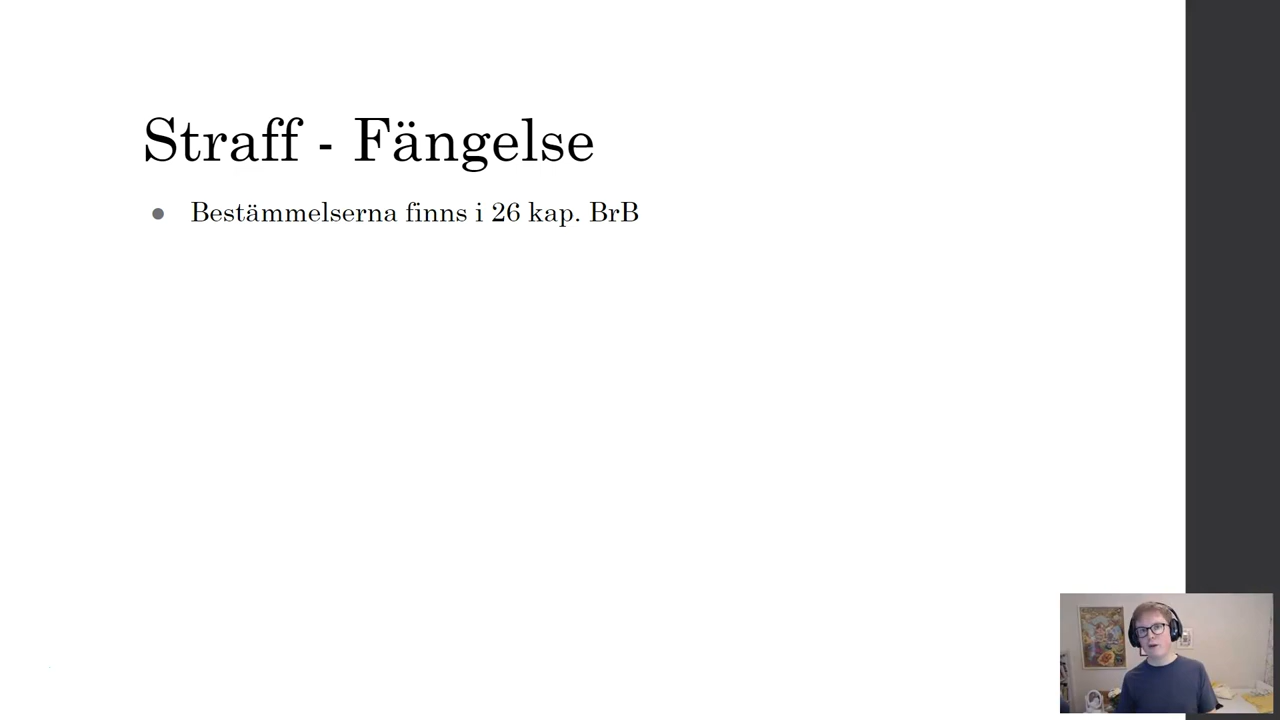 Straff - Fängelse
● Bestämmelserna finns i 26 kap. BrB